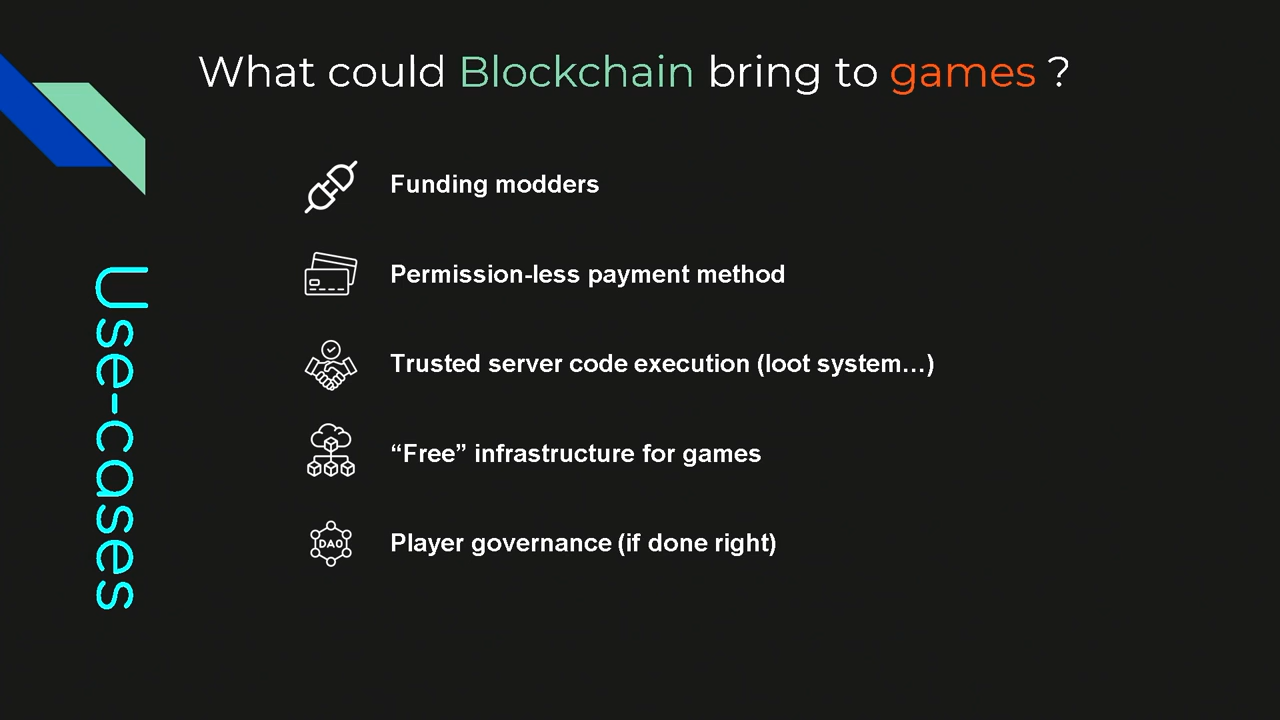 What could Blockchain bring to games ?
Use-cases
Funding modders
Permission-less payment method
Trusted server code execution (loot system…)
“Free” infrastructure for games
DAO
Player governance (if done right)